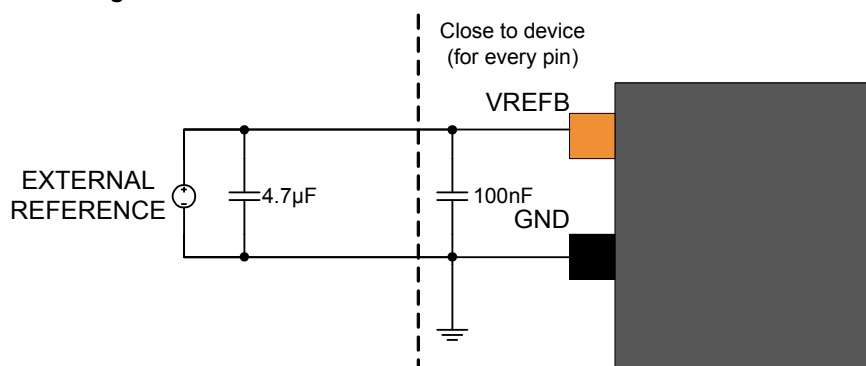 Close to device
(for every pin)
VREFB
EXTERNAL
REFERENCE
+
-
4.7µF
100nF
GND